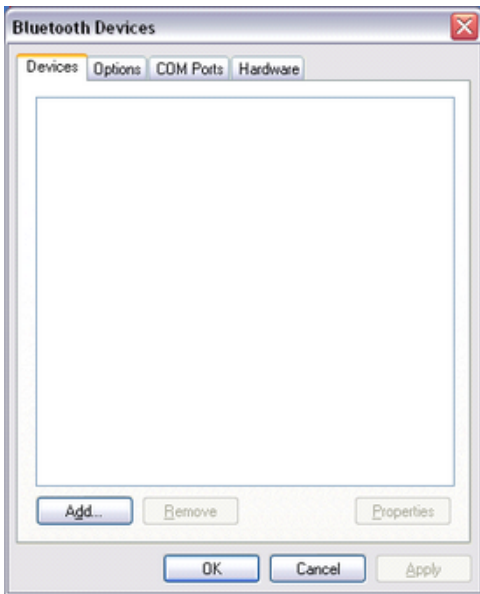 Bluetooth Devices
Devices Options COM Ports Hardware
Add... Remove Properties
OK Cancel Apply